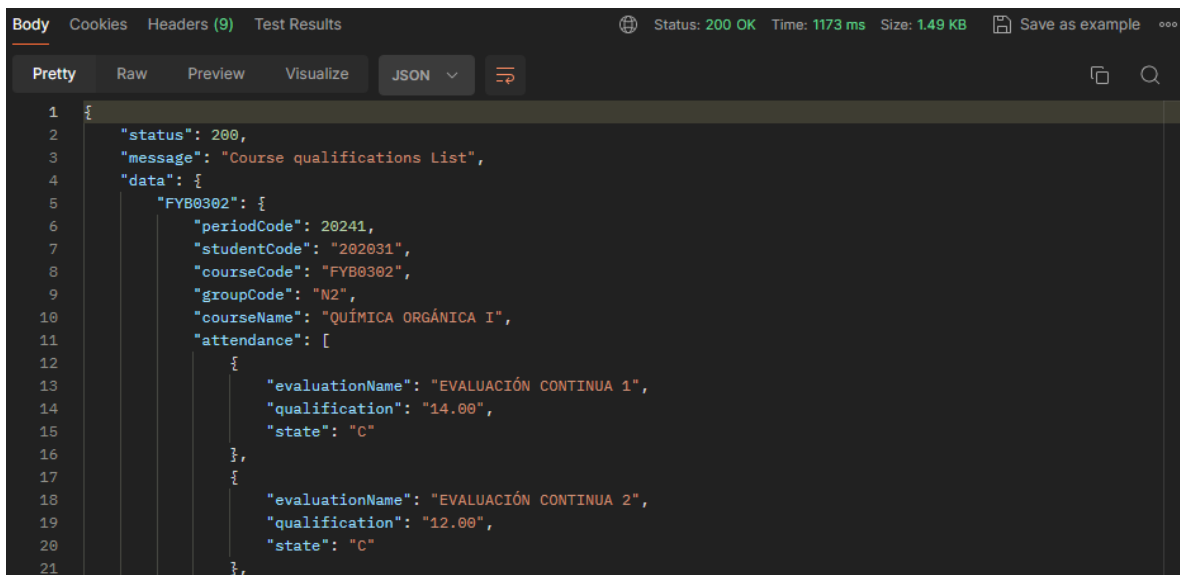 Body Cookies Headers (9) Test Results Status: 200 OK Time: 1173 ms Size: 1.49 KB Save as example
Pretty Raw Preview Visualize JSON
1 {
2 "status": 200,
3 "message": "Course qualifications List",
4 "data": {
5 "FYB0302": {
6 "periodCode": 20241,
7 "studentCode": "202031",
8 "courseCode": "FYB0302",
9 "groupCode": "N2",
10 "courseName": "QUÍMICA ORGÁNICA I",
11 "attendance": [
12 {
13 "evaluationName": "EVALUACIÓN CONTINUA 1",
14 "qualification": "14.00",
15 "state": "C"
16 },
17 {
18 "evaluationName": "EVALUACIÓN CONTINUA 2",
19 "qualification": "12.00",
20 "state": "C"
21 },